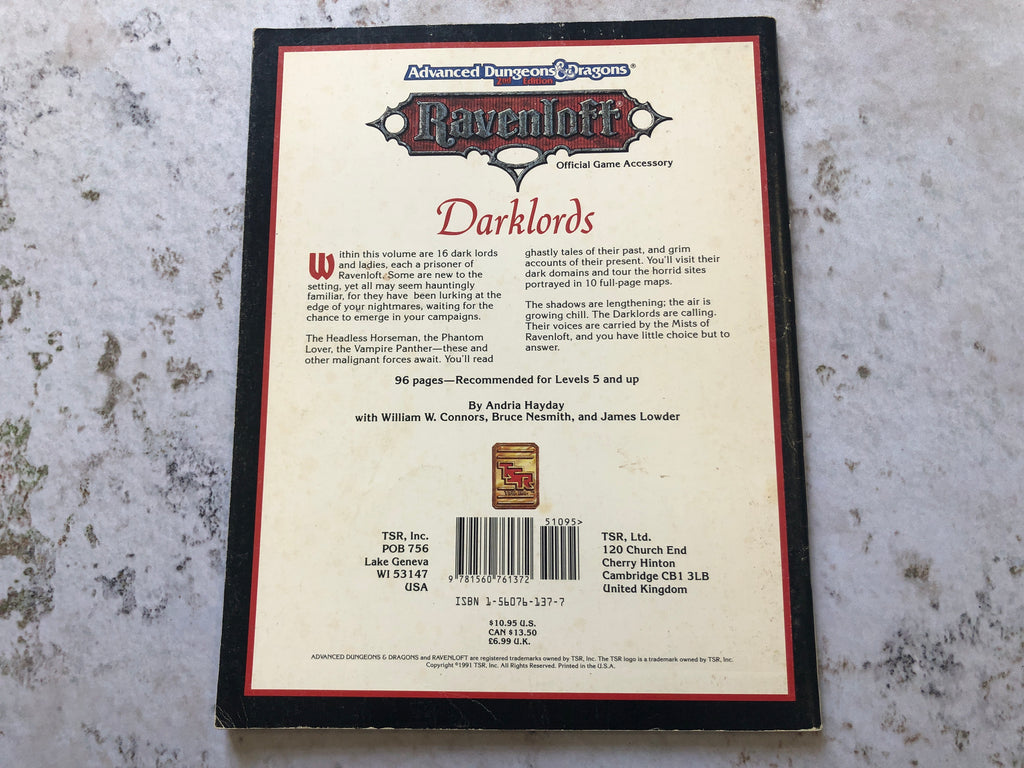 Advanced Dungeons & Dragons®
2nd Edition
Ravenloft®
Official Game Accessory
Darklords
Within this volume are 16 dark lords
and ladies, each a prisoner of
Ravenloft. Some are new to the
setting, yet all may seem hauntingly
familiar, for they have been lurking at the
edge of your nightmares, waiting for the
chance to emerge in your campaigns.
The Headless Horseman, the Phantom
Lover, the Vampire Panther—these and
other malignant forces await. You'll read
ghastly tales of their past, and grim
accounts of their present. You'll visit their
dark domains and tour the horrid sites
portrayed in 10 full-page maps.
The shadows are lengthening; the air is
growing chill. The Darklords are calling.
Their voices are carried by the Mists of
Ravenloft, and you have little choice but to
answer.
96 pages—Recommended for Levels 5 and up
By Andria Hayday
with William W. Connors, Bruce Nesmith, and James Lowder
TSR
TSR, Inc.
POB 756
Lake Geneva
WI 53147
USA
51095>
9 781560 761372
ISBN 1-56076-137-7
TSR, Ltd.
120 Church End
Cherry Hinton
Cambridge CB1 3LB
United Kingdom
$10.95 U.S.
CAN $13.50
£6.99 U.K.
ADVANCED DUNGEONS & DRAGONS and RAVENLOFT are registered trademarks owned by TSR, Inc. The TSR logo is a trademark owned by TSR, Inc.
Copyright ©1991 TSR, Inc. All Rights Reserved. Printed in the U.S.A.